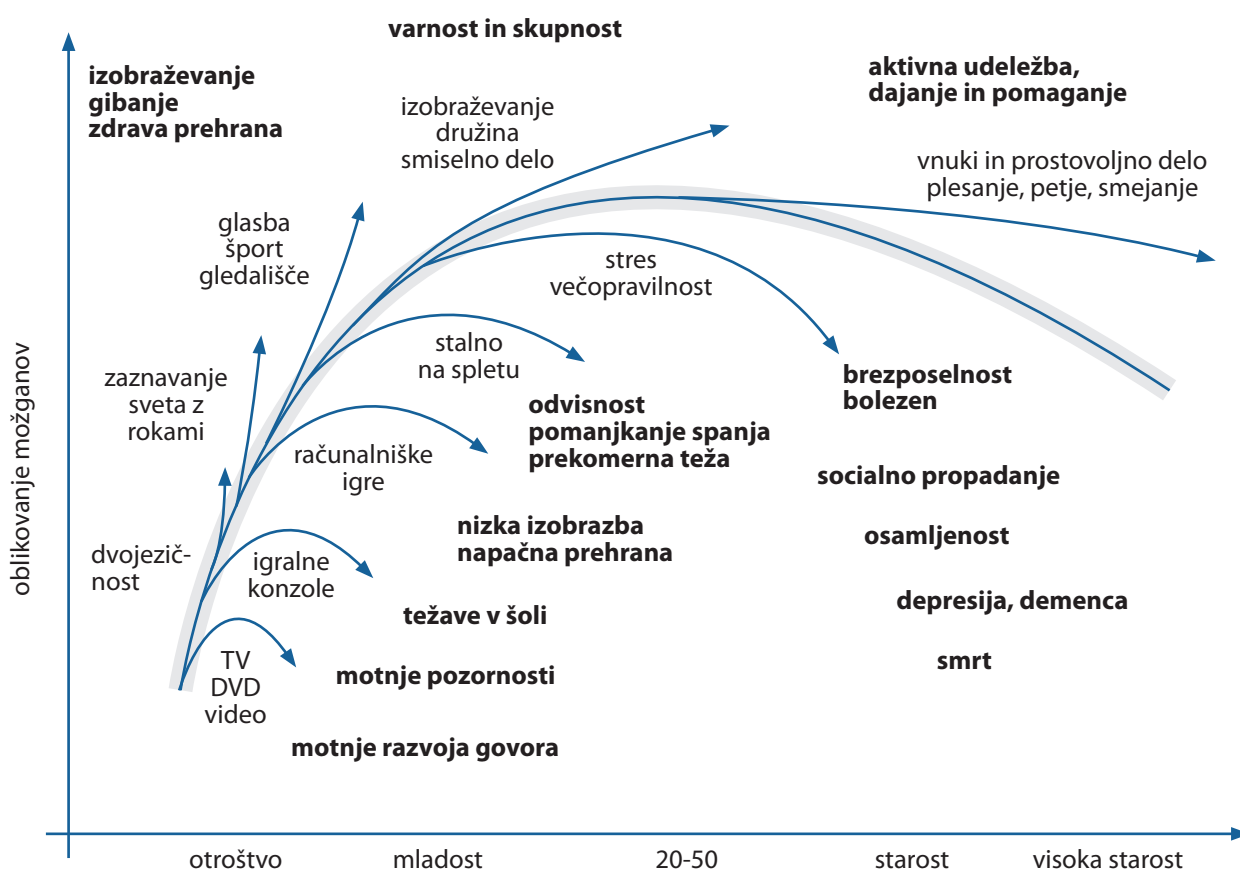 varnost in skupnost
izobraževanje
gibanje
zdrava prehrana
aktivna udeležba,
dajanje in pomaganje
izobraževanje
družina
smiselno delo
vnuki in prostovoljno delo
plesanje, petje, smejanje
glasba
šport
gledališče
stres
večopravilnost
stalno
na spletu
zaznavanje
sveta z
rokami
brezposelnost
bolezen
odvisnost
pomanjkanje spanja
prekomerna teža
računalniške
igre
socialno propadanje
nizka izobrazba
napačna prehrana
osamljenost
dvojezič-
nost
igralne
konzole
težave v šoli
depresija, demenca
TV
DVD
video
motnje pozornosti
smrt
motnje razvoja govora
oblikovanje možganov
otroštvo
mladost
20-50
starost
visoka starost